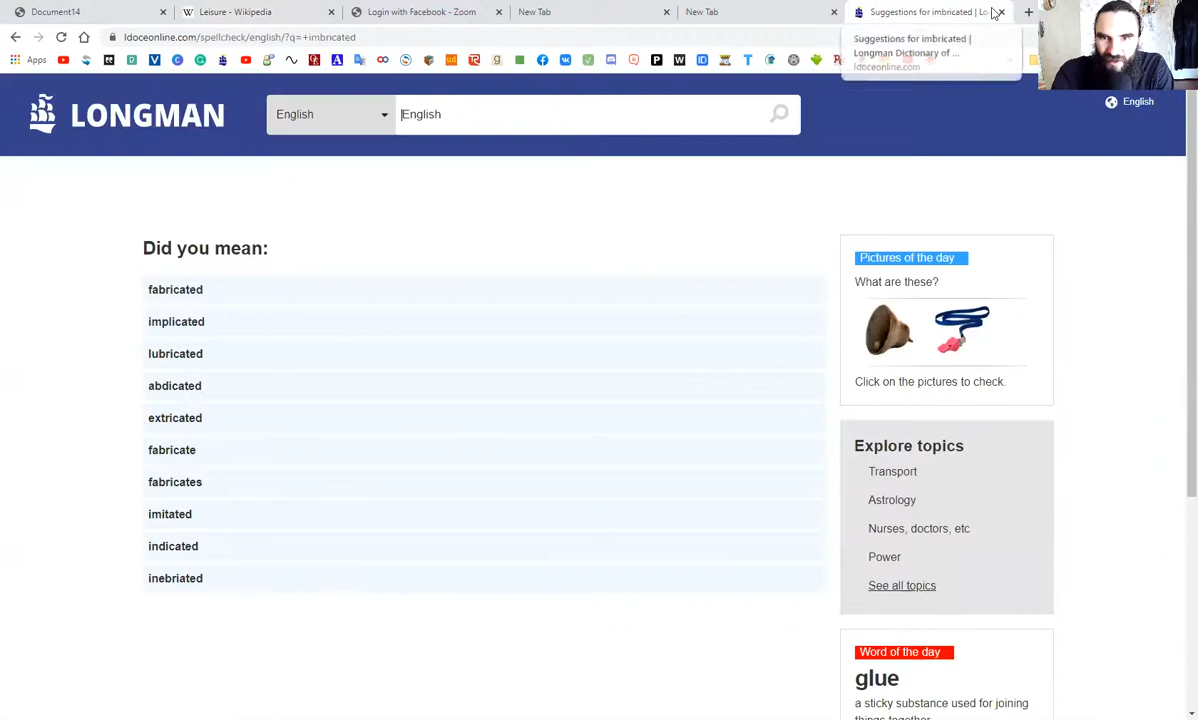 Document14
Leisure - Wikipedia
Login with Facebook - Zoom
New Tab
New Tab
Suggestions for imbricated | Lo
ldoceonline.com/spellcheck/english/?q=+imbricated
Suggestions for imbricated |
Longman Dictionary of ...
ldoceonline.com
Apps
LONGMAN
English
English
English
Did you mean:
fabricated
implicated
lubricated
abdicated
extricated
fabricate
fabricates
imitated
indicated
inebriated
Pictures of the day
What are these?
Click on the pictures to check.
Explore topics
Transport
Astrology
Nurses, doctors, etc
Power
See all topics
Word of the day
glue
a sticky substance used for joining
things together